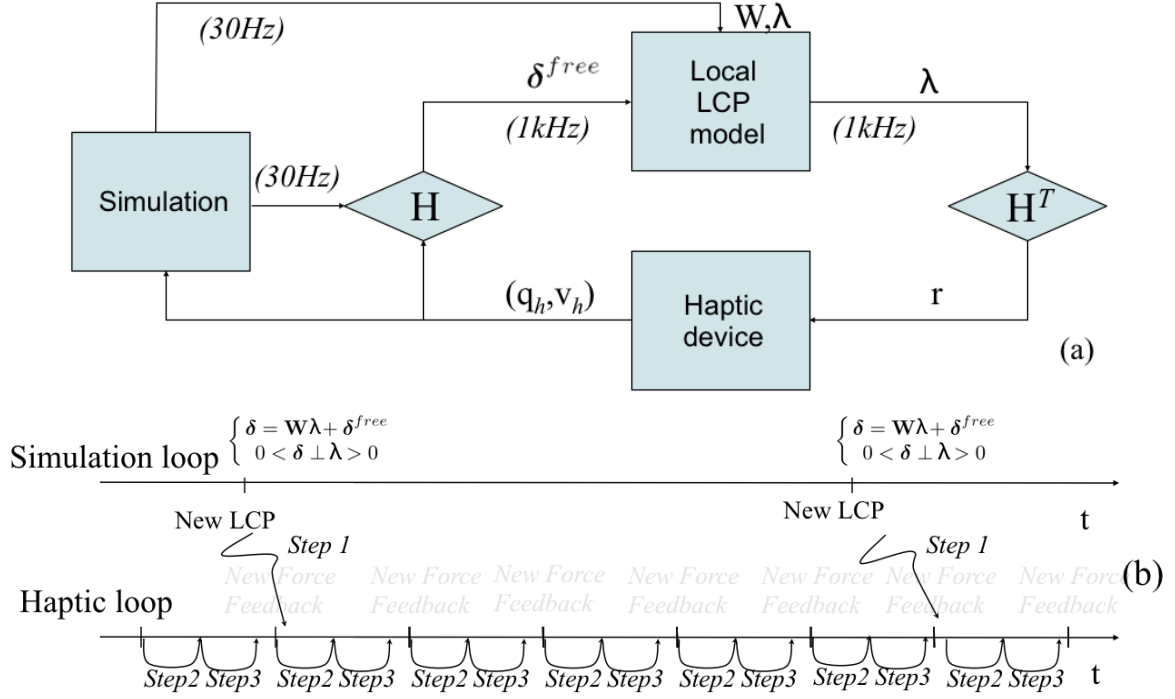 (30Hz)
W,λ
δ^free
(1kHz)
Local
LCP
model
λ
(1kHz)
Simulation
(30Hz)
H
H^T
(q_h,v_h)
Haptic
device
r
(a)
Simulation loop
{ δ = Wλ+ δ^free
0 < δ ⊥ λ > 0
{ δ = Wλ+ δ^free
0 < δ ⊥ λ > 0
New LCP
New LCP
t
Step 1
Step 1
(b)
Haptic loop
New Force
Feedback
New Force
Feedback
New Force
Feedback
New Force
Feedback
New Force
Feedback
New Force
Feedback
New Force
Feedback
Step2 Step3
Step2 Step3
Step2 Step3
Step2 Step3
Step2 Step3
Step2 Step3
Step2 Step3
t